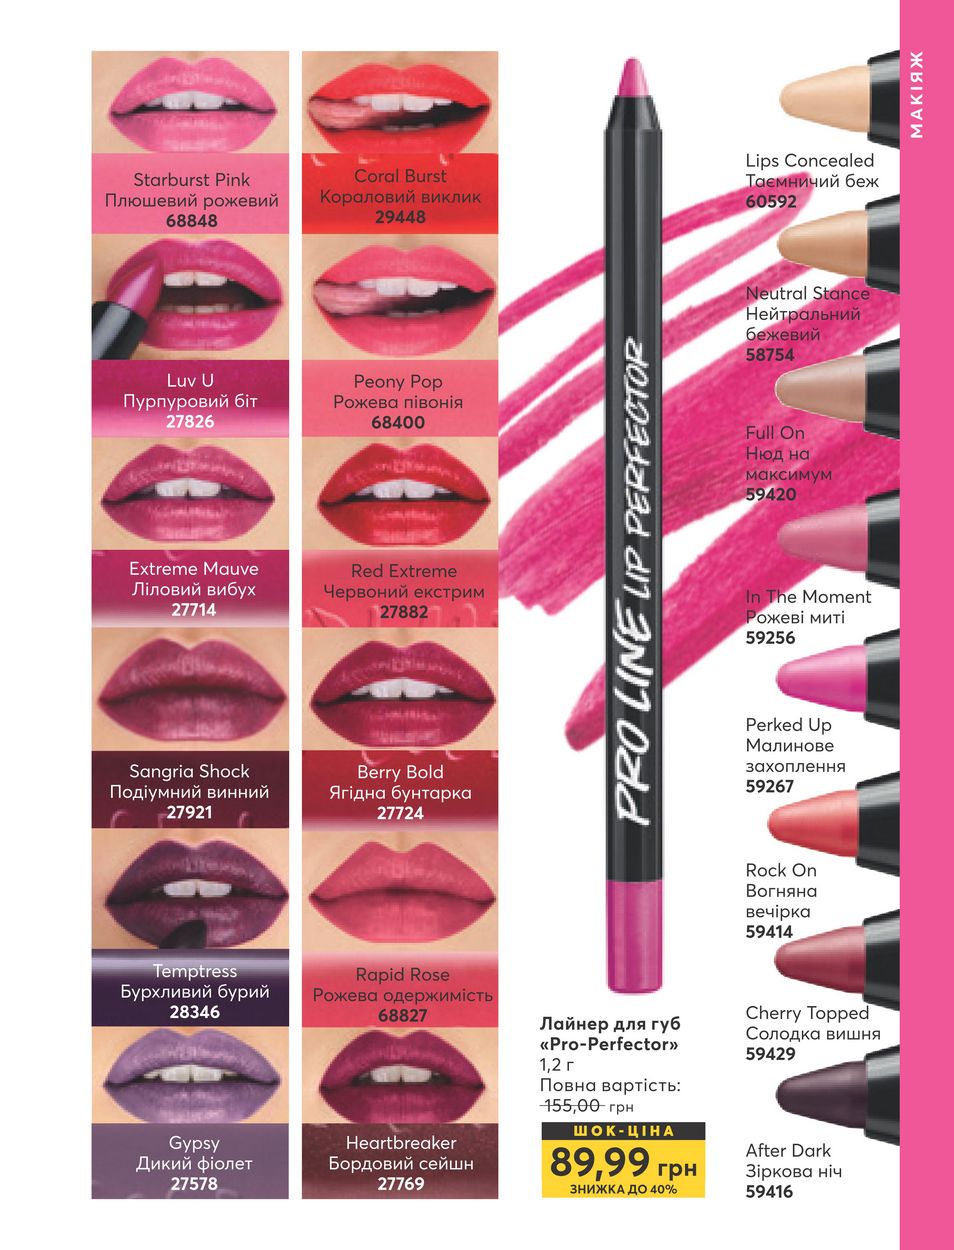 МАКІЯЖ
Starburst Pink
Плюшевий рожевий
68848
Coral Burst
Кораловий виклик
29448
Luv U
Пурпуровий біт
27826
Peony Pop
Рожева півонія
68400
Extreme Mauve
Ліловий вибух
27714
Red Extreme
Червоний екстрим
27882
Sangria Shock
Подіумний винний
27921
Berry Bold
Ягідна бунтарка
27724
Temptress
Бурхливий бурий
28346
Rapid Rose
Рожева одержимість
68827
Gypsy
Дикий фіолет
27578
Heartbreaker
Бордовий сейшн
27769
PRO LINE LIP PERFECTOR
Лайнер для губ
«Pro-Perfector»
1,2 г
Повна вартість:
155,00 грн
ШОК-ЦІНА
89,99 грн
ЗНИЖКА ДО 40%
Lips Concealed
Таємничий беж
60592
Neutral Stance
Нейтральний
бежевий
58754
Full On
Нюд на
максимум
59420
In The Moment
Рожеві миті
59256
Perked Up
Малинове
захоплення
59267
Rock On
Вогняна
вечірка
59414
Cherry Topped
Солодка вишня
59429
After Dark
Зіркова ніч
59416